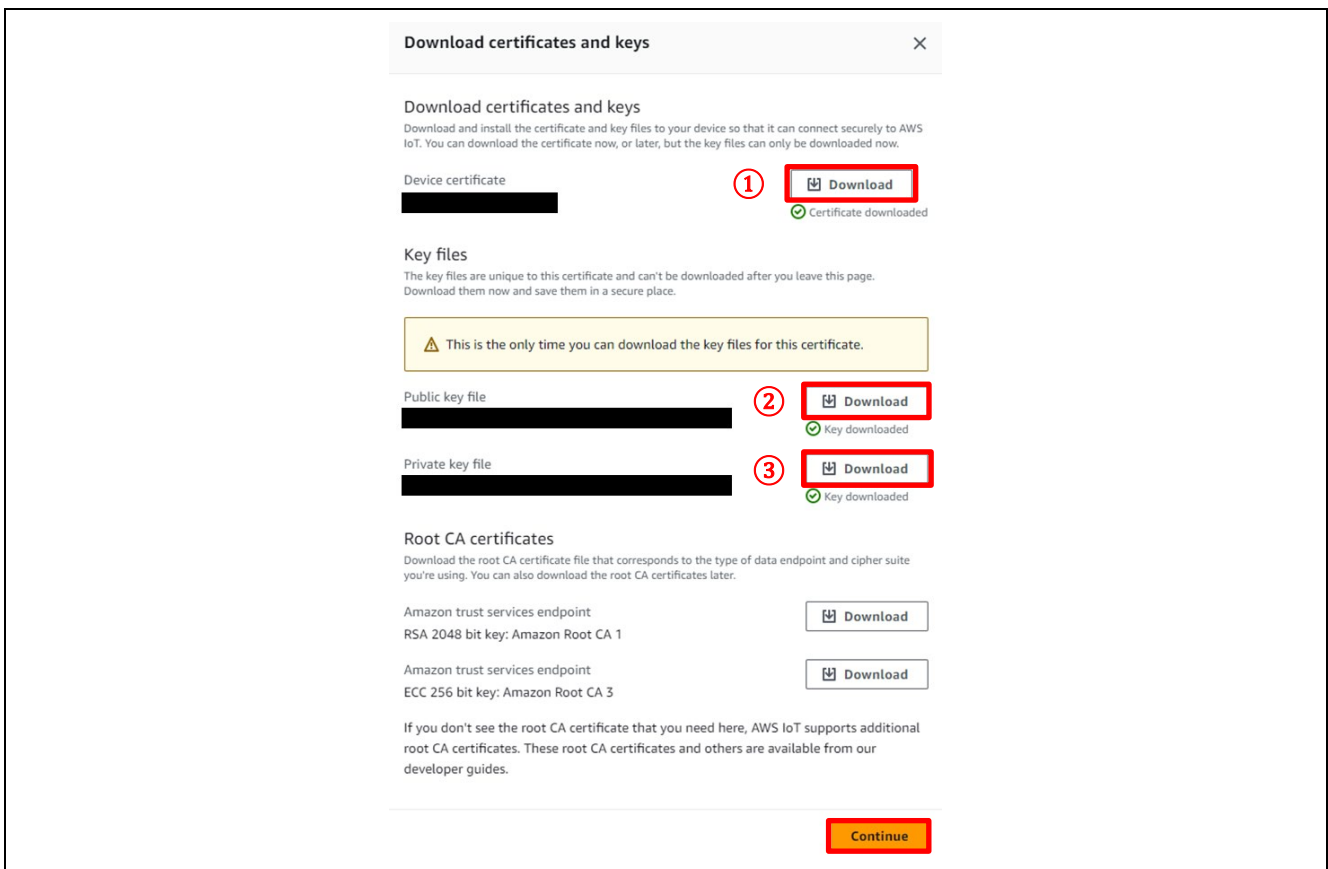 Download certificates and keys
Download certificates and keys
Download and install the certificate and key files to your device so that it can connect securely to AWS
IoT. You can download the certificate now, or later, but the key files can only be downloaded now.
Device certificate
① Download
Certificate downloaded
Key files
The key files are unique to this certificate and can't be downloaded after you leave this page.
Download them now and save them in a secure place.
This is the only time you can download the key files for this certificate.
Public key file
② Download
Key downloaded
Private key file
③ Download
Key downloaded
Root CA certificates
Download the root CA certificate file that corresponds to the type of data endpoint and cipher suite
you're using. You can also download the root CA certificates later.
Amazon trust services endpoint
Download
RSA 2048 bit key: Amazon Root CA 1
Amazon trust services endpoint
Download
ECC 256 bit key: Amazon Root CA 3
If you don't see the root CA certificate that you need here, AWS IoT supports additional
root CA certificates. These root CA certificates and others are available from our
developer guides.
Continue